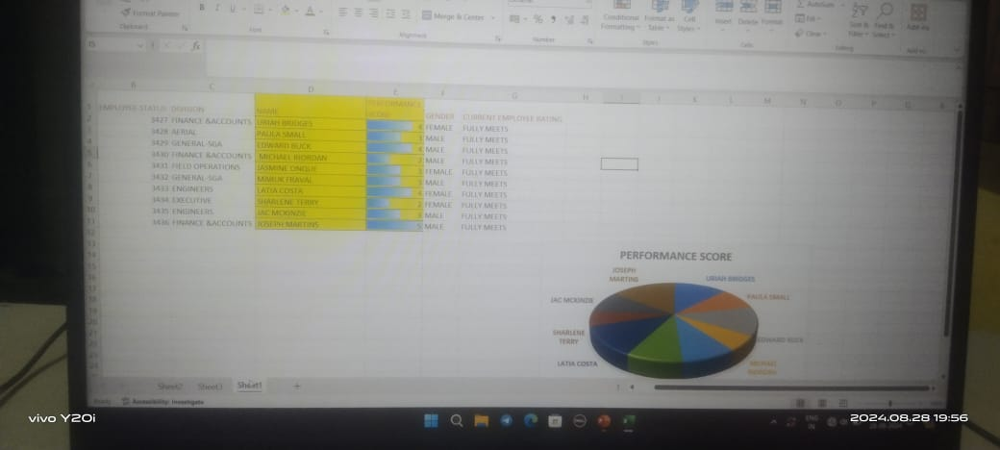 Format Painter
B I U
Merge & Center
Conditional Format as Cell
Formatting Table Styles
Insert Delete Format
AutoSum
Fill
Clear
Sort & Find &
Filter Select
Add-ins
Clipboard Font Alignment Number Styles Cells Editing Add-ins
fx
B C D E F G H I J K L M N O P Q R
EMPLOYEE STATUS DIVISION NAME PERFORMANCE SCORE GENDER CURRENT EMPLOYEE RATING
3427 FINANCE &ACCOUNTS URIAH BRIDGES 4 FEMALE FULLY MEETS
3428 AERIAL PAULA SMALL 3 MALE FULLY MEETS
3429 GENERAL-SGA EDWARD BUCK 4 MALE FULLY MEETS
3430 FINANCE &ACCOUNTS MICHAEL RIORDAN 2 MALE FULLY MEETS
3431 FIELD OPERATIONS JASMINE ONQUE 3 FEMALE FULLY MEETS
3432 GENERAL-SGA FRAVAL 3 MALE FULLY MEETS
3433 ENGINEERS LATIA COSTA 4 FEMALE FULLY MEETS
3434 EXECUTIVE SHARLENE TERRY 2 FEMALE FULLY MEETS
3435 ENGINEERS JAC MCKINZIE 3 MALE FULLY MEETS
3436 FINANCE &ACCOUNTS JOSEPH MARTINS 5 MALE FULLY MEETS
PERFORMANCE SCORE
JOSEPH
MARTINS
URIAH BRIDGES
PAULA SMALL
JAC MCKINZIE
SHARLENE
TERRY
EDWARD BUCK
LATIA COSTA
MICHAEL
RIORDAN
Sheet2 Sheet3 Sheet1
Ready Accessibility: Investigate
ENG
IN
vivo Y20i
2024.08.28 19:56